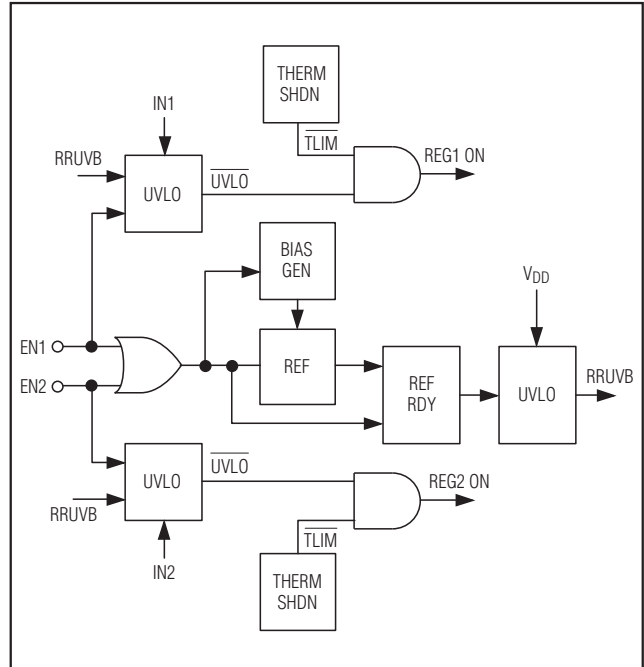 THERM
SHDN
IN1
TLIM
REG1 ON
RRUVB
UVLO
UVLO
BIAS
GEN
VDD
EN1
EN2
REF
REF
RDY
UVLO
RRUVB
UVLO
UVLO
REG2 ON
RRUVB
TLIM
IN2
THERM
SHDN